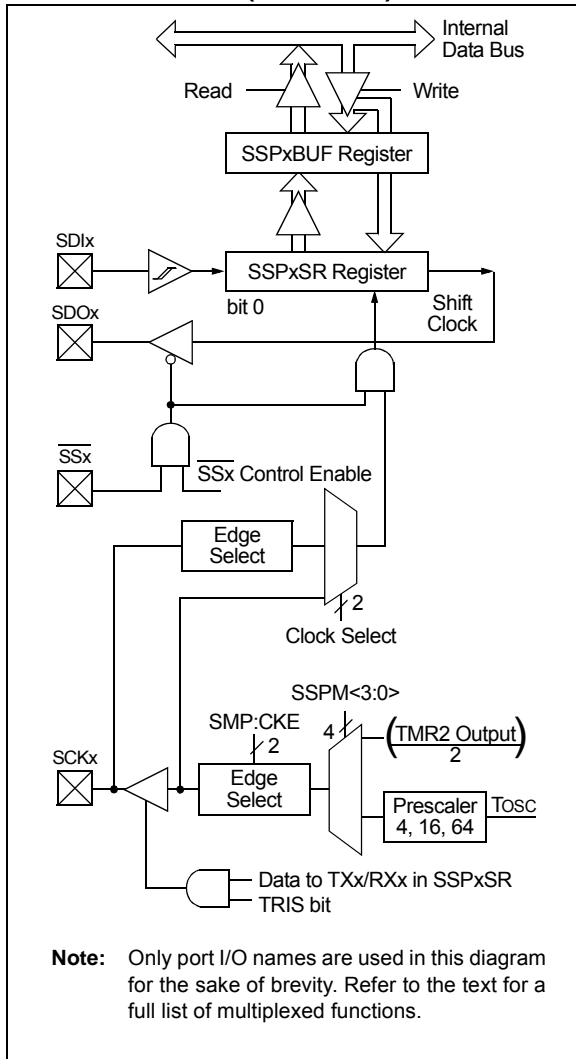 Internal
Data Bus
Read
Write
SSPxBUF Register
SDIx
SSPxSR Register
bit 0
Shift
Clock
SDOx
SSx
SSx Control Enable
Edge
Select
2
Clock Select
SSPM<3:0>
SMP:CKE
4
(TMR2 Output)
2
2
SCKx
Edge
Select
Prescaler
4, 16, 64
TOSC
Data to TXx/RXx in SSPxSR
TRIS bit
Note: Only port I/O names are used in this diagram
for the sake of brevity. Refer to the text for a
full list of multiplexed functions.